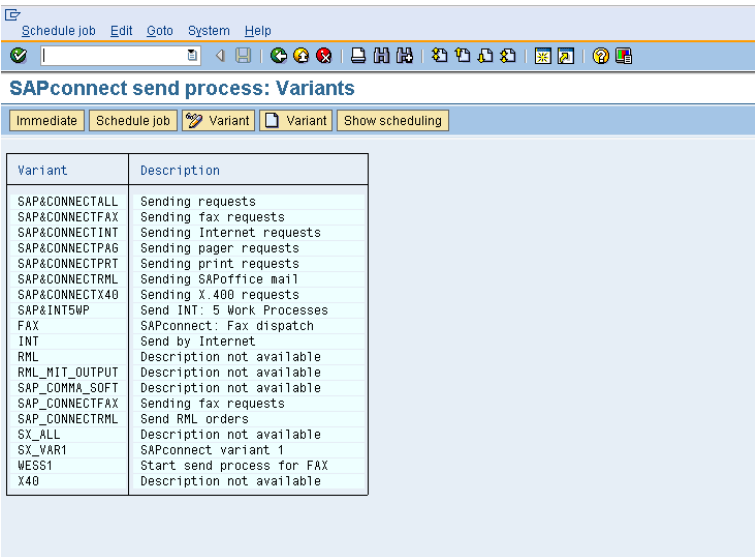 Schedule job Edit Goto System Help
SAPconnect send process: Variants
Immediate Schedule job Variant Variant Show scheduling
Variant Description
SAP&CONNECTALL Sending requests
SAP&CONNECTFAX Sending fax requests
SAP&CONNECTINT Sending Internet requests
SAP&CONNECTPAG Sending pager requests
SAP&CONNECTPRT Sending print requests
SAP&CONNECTRML Sending SAPoffice mail
SAP&CONNECTX40 Sending X.400 requests
SAP&INT5WP Send INT: 5 Work Processes
FAX SAPconnect: Fax dispatch
INT Send by Internet
RML Description not available
RML_MIT_OUTPUT Description not available
SAP_COMMA_SOFT Description not available
SAP_CONNECTFAX Sending fax requests
SAP_CONNECTRML Send RML orders
SX_ALL Description not available
SX_VAR1 SAPconnect variant 1
WESS1 Start send process for FAX
X40 Description not available